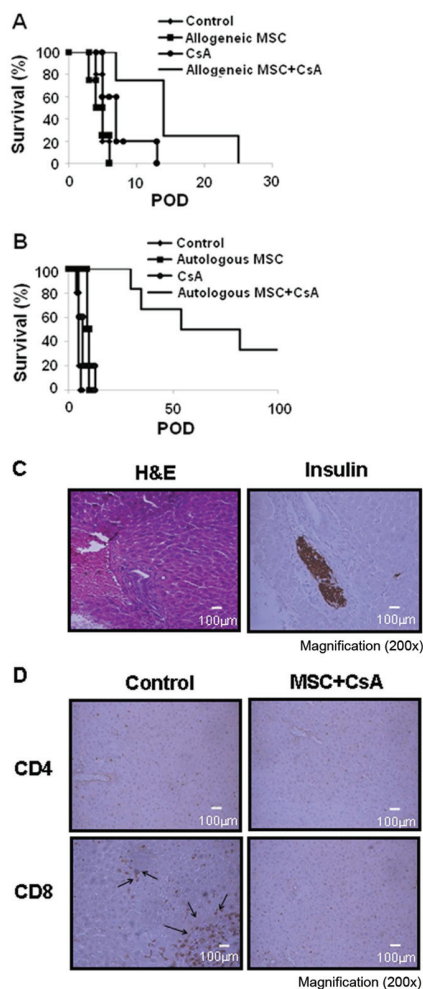 A
Control
Allogeneic MSC
CsA
Allogeneic MSC+CsA
Survival (%)
100
80
60
40
20
0
0 10 20 30
POD
B
Control
Autologous MSC
CsA
Autologous MSC+CsA
Survival (%)
100
80
60
40
20
0
0 50 100
POD
C
H&E Insulin
100µm 100µm
Magnification (200x)
D
Control MSC+CsA
CD4
100µm 100µm
CD8
100µm 100µm
Magnification (200x)